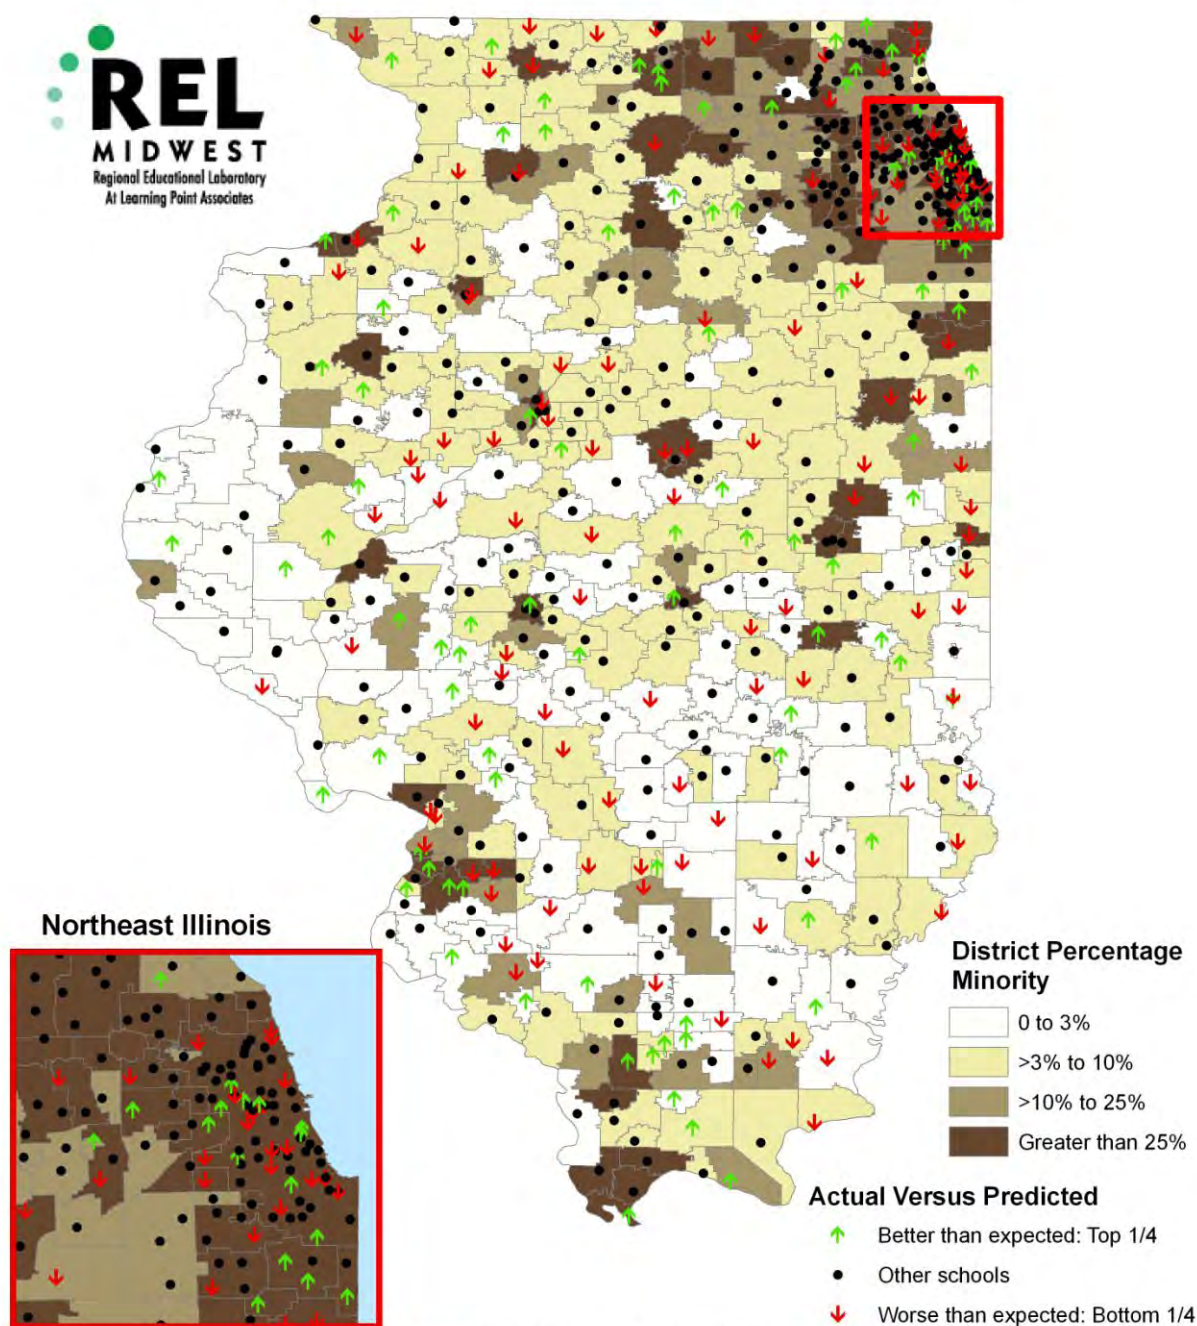 REL
MIDWEST
Regional Educational Laboratory
At Learning Point Associates
Northeast Illinois
District Percentage
Minority
0 to 3%
>3% to 10%
>10% to 25%
Greater than 25%
Actual Versus Predicted
Better than expected: Top 1/4
Other schools
Worse than expected: Bottom 1/4